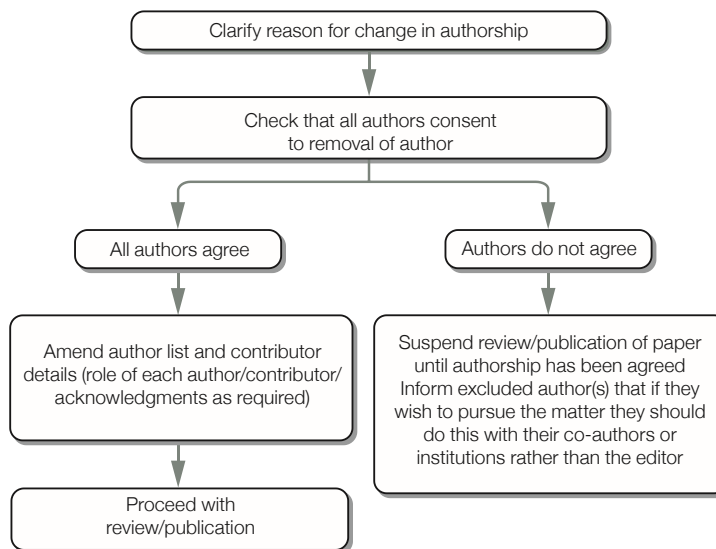 Clarify reason for change in authorship
Check that all authors consent
to removal of author
All authors agree
Authors do not agree
Amend author list and contributor
details (role of each author/contributor/
acknowledgments as required)
Suspend review/publication of paper
until authorship has been agreed
Inform excluded author(s) that if they
wish to pursue the matter they should
do this with their co-authors or
institutions rather than the editor
Proceed with
review/publication